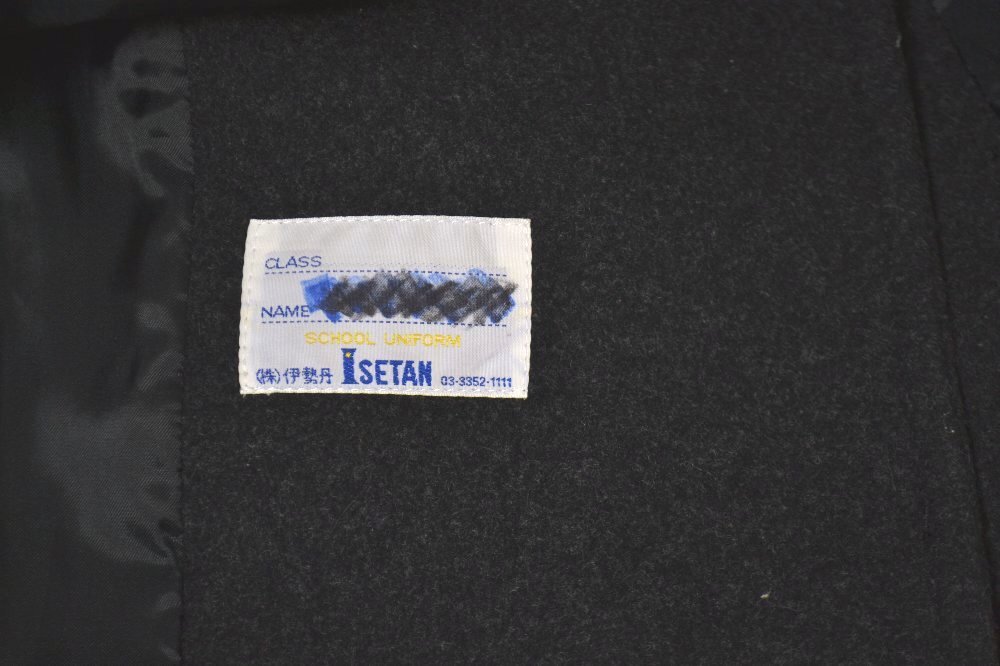 CLASS
NAME
SCHOOL UNIFORM
(株)伊勢丹 ISETAN 03-3352-1111